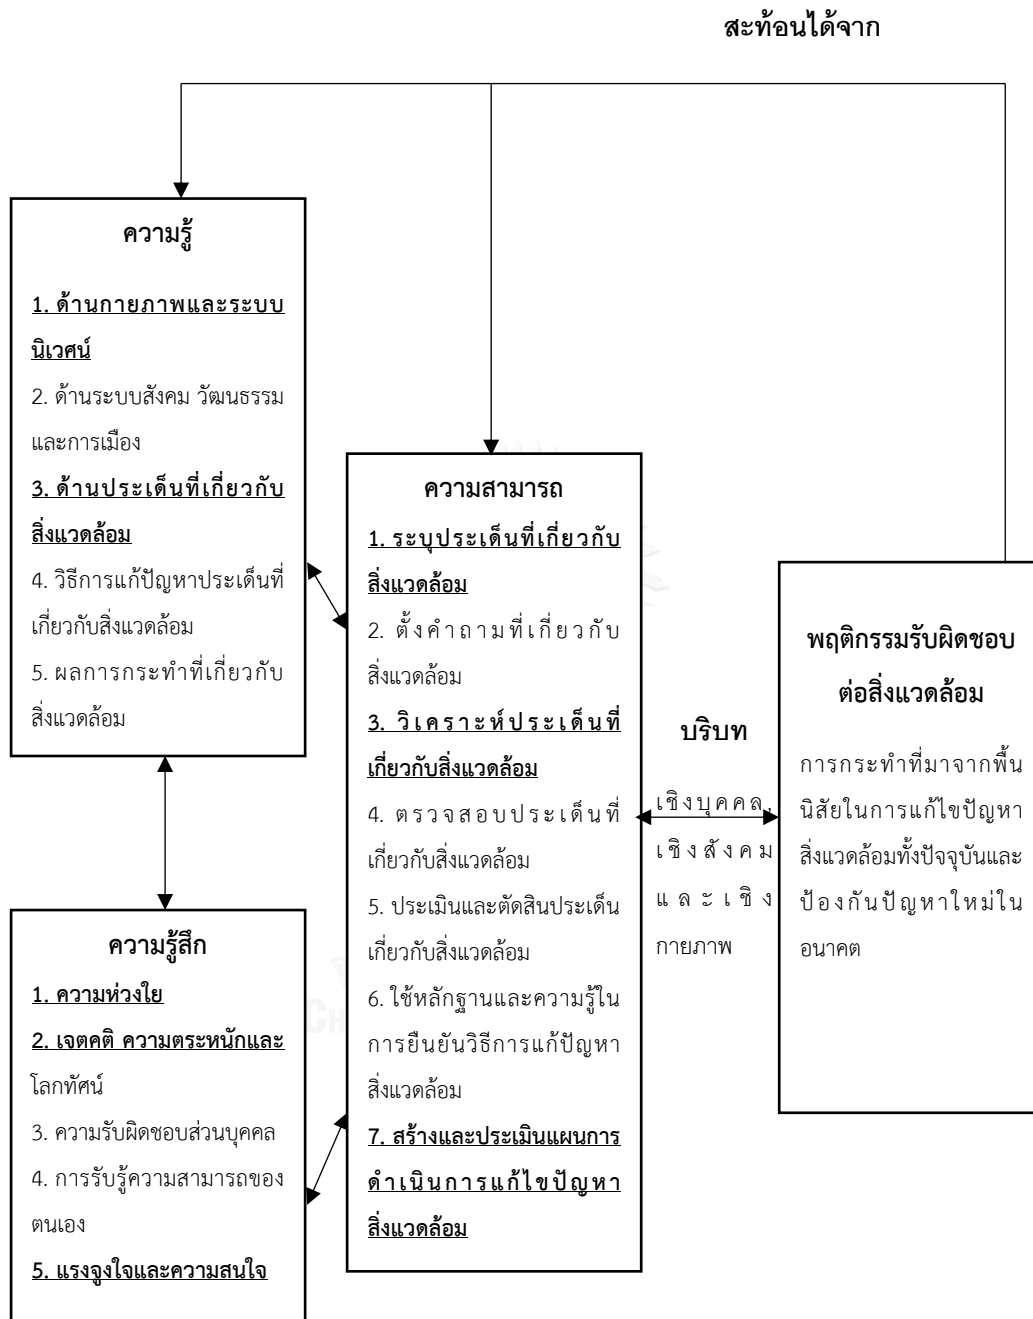 สะท้อนได้จาก
ความรู้
1. ด้านกายภาพและระบบ
นิเวศน์
2. ด้านระบบสังคม วัฒนธรรม
และการเมือง
3. ด้านประเด็นที่เกี่ยวกับ
สิ่งแวดล้อม
4. วิธีการแก้ปัญหาประเด็นที่
เกี่ยวกับสิ่งแวดล้อม
5. ผลการกระทำที่เกี่ยวกับ
สิ่งแวดล้อม
ความรู้สึก
1. ความห่วงใย
2. เจตคติ ความตระหนักและ
โลกทัศน์
3. ความรับผิดชอบส่วนบุคคล
4. การรับรู้ความสามารถของ
ตนเอง
5. แรงจูงใจและความสนใจ
ความสามารถ
1. ระบุประเด็นที่เกี่ยวกับ
สิ่งแวดล้อม
2. ตั้งคำถามที่เกี่ยวกับ
สิ่งแวดล้อม
3. วิเคราะห์ประเด็นที่
เกี่ยวกับสิ่งแวดล้อม
4. ตรวจสอบประเด็นที่
เกี่ยวกับสิ่งแวดล้อม
5. ประเมินและตัดสินประเด็น
เกี่ยวกับสิ่งแวดล้อม
6. ใช้หลักฐานและความรู้ใน
การยืนยันวิธีการแก้ปัญหา
สิ่งแวดล้อม
7. สร้างและประเมินแผนการ
ดำเนินการแก้ไขปัญหา
สิ่งแวดล้อม
บริบท
เชิงบุคคล,
เชิงสังคม
และเชิง
กายภาพ
พฤติกรรมรับผิดชอบ
ต่อสิ่งแวดล้อม
การกระทำที่มาจากพื้น
นิสัยในการแก้ไขปัญหา
สิ่งแวดล้อมทั้งปัจจุบันและ
ป้องกันปัญหาใหม่ใน
อนาคต